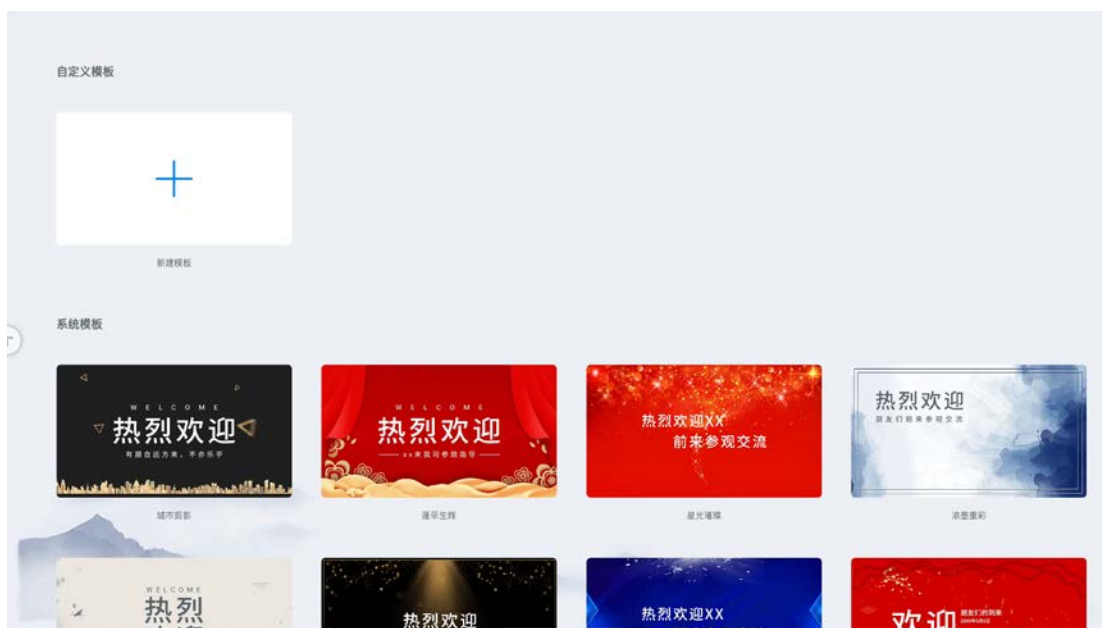 自定义模板
新建模板
系统模板
WELCOME
热烈欢迎
有朋自远方来，不亦乐乎
城市剪影
WELCOME
热烈欢迎
xx来我司参观指导
蓬荜生辉
热烈欢迎XX
前来参观交流
星光璀璨
热烈欢迎
朋友们前来参观交流
浓墨重彩
WELCOME
热烈
热烈欢迎
热烈欢迎XX
欢迎
朋友们的到来